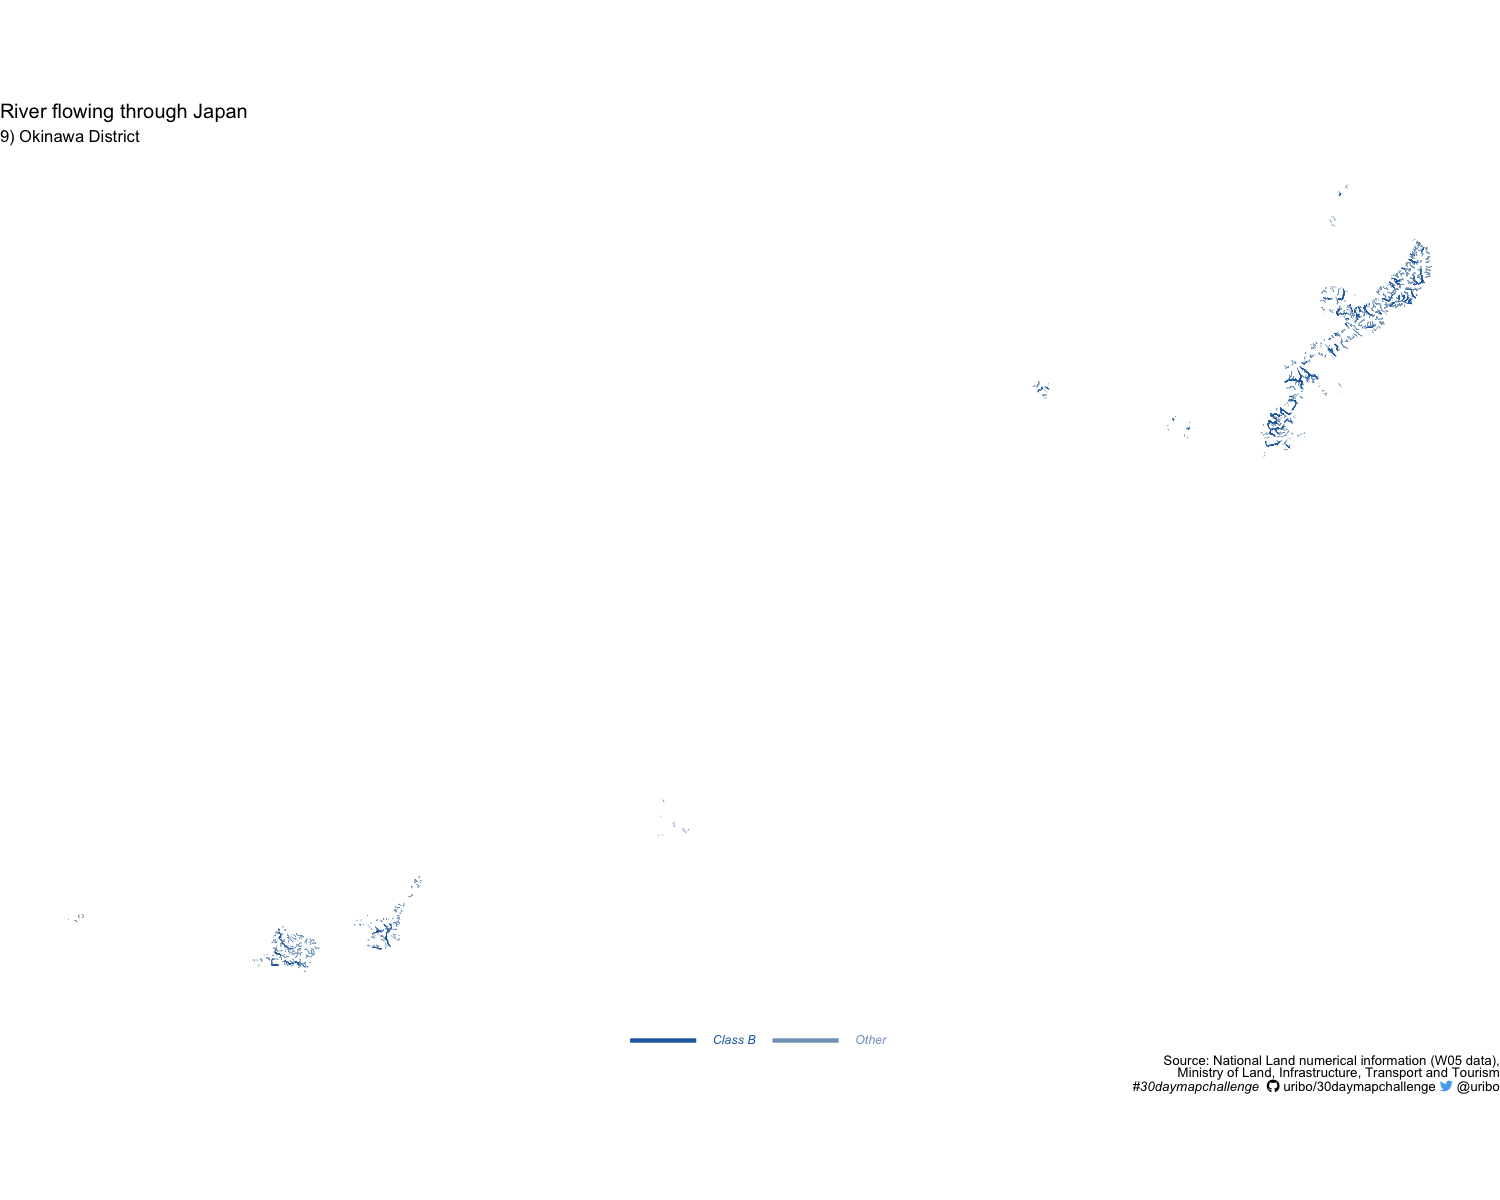 River flowing through Japan
9) Okinawa District
Class B Other
Source: National Land numerical information (W05 data),
Ministry of Land, Infrastructure, Transport and Tourism
#30daymapchallenge uribo/30daymapchallenge @uribo